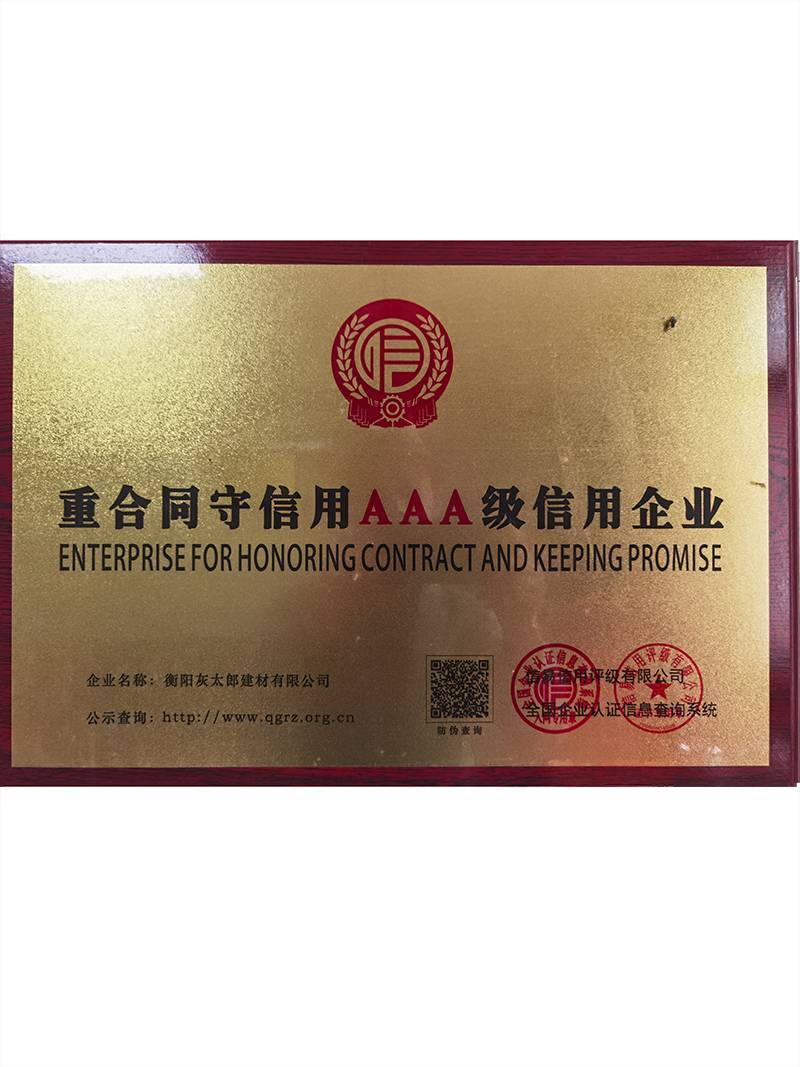 信
重合同守信用AAA级信用企业
ENTERPRISE FOR HONORING CONTRACT AND KEEPING PROMISE
企业名称：衡阳灰太郎建材有限公司
公示查询：http://www.qgrz.org.cn
防伪查询
信易信用评级有限公司
全国企业认证信息查询系统